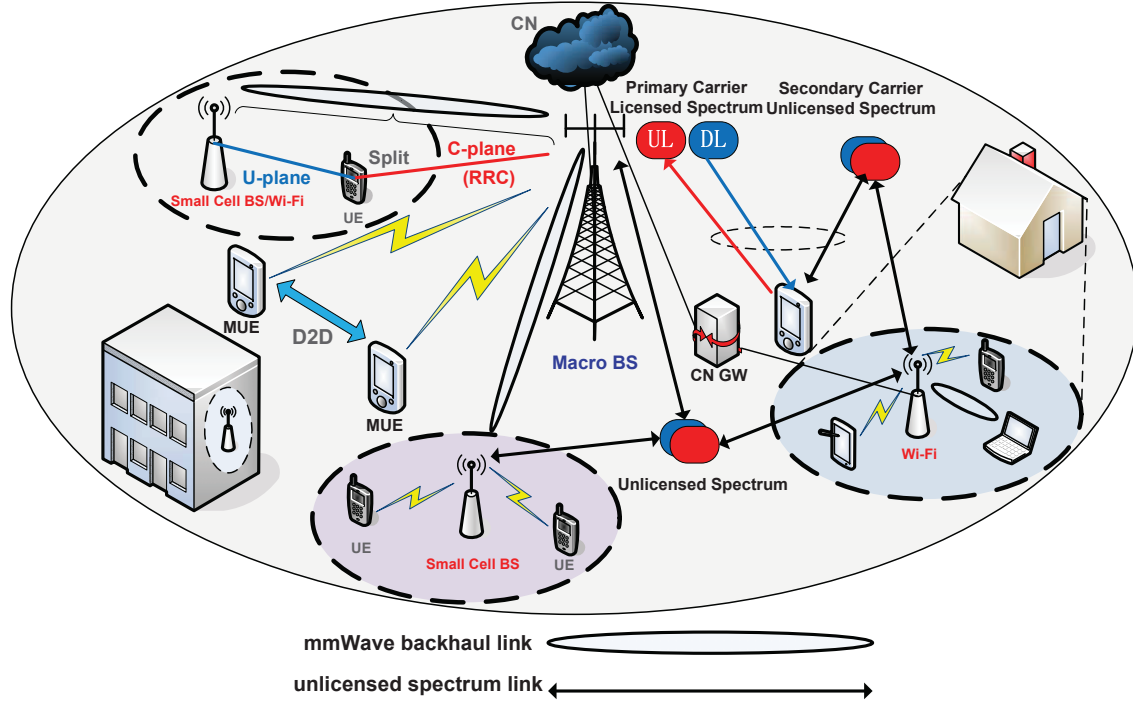 CN
Primary Carrier
Licensed Spectrum
Secondary Carrier
Unlicensed Spectrum
UL
DL
Split
C-plane
(RRC)
U-plane
Small Cell BS/Wi-Fi
UE
MUE
D2D
MUE
Macro BS
CN GW
Wi-Fi
Unlicensed Spectrum
UE
Small Cell BS
UE
mmWave backhaul link
unlicensed spectrum link